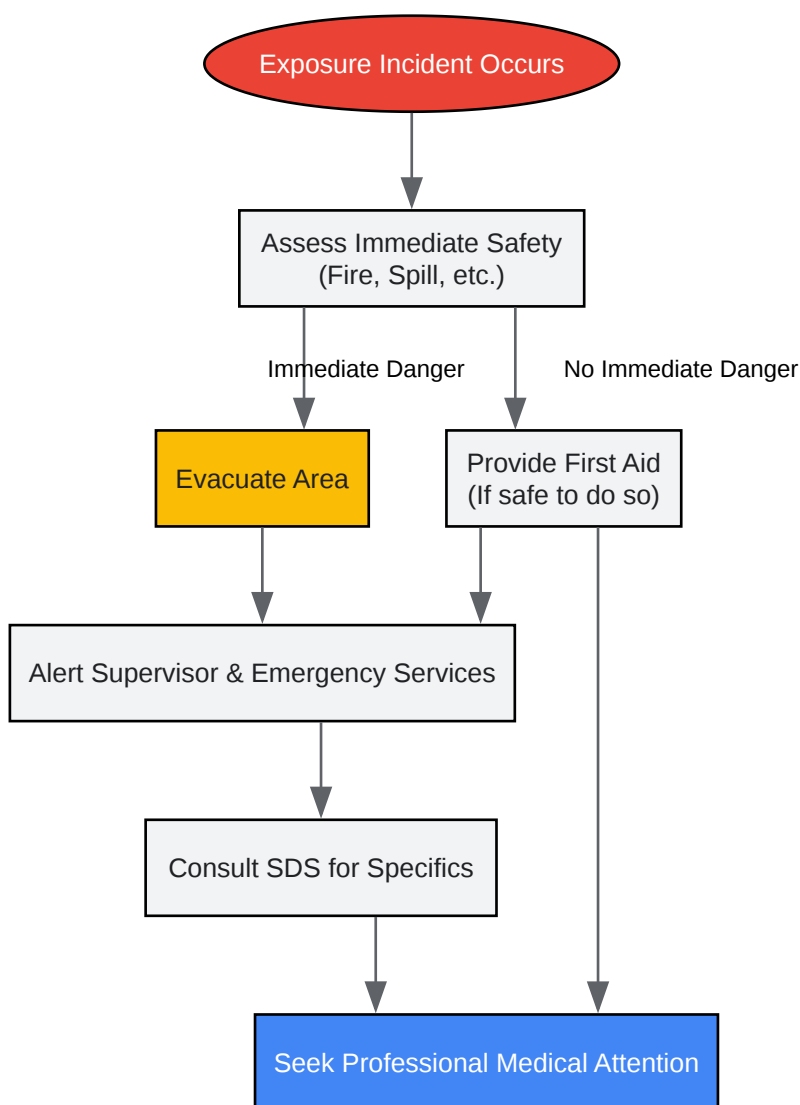 Exposure Incident Occurs
Assess Immediate Safety
(Fire, Spill, etc.)
Immediate Danger
No Immediate Danger
Evacuate Area
Provide First Aid
(If safe to do so)
Alert Supervisor & Emergency Services
Consult SDS for Specifics
Seek Professional Medical Attention